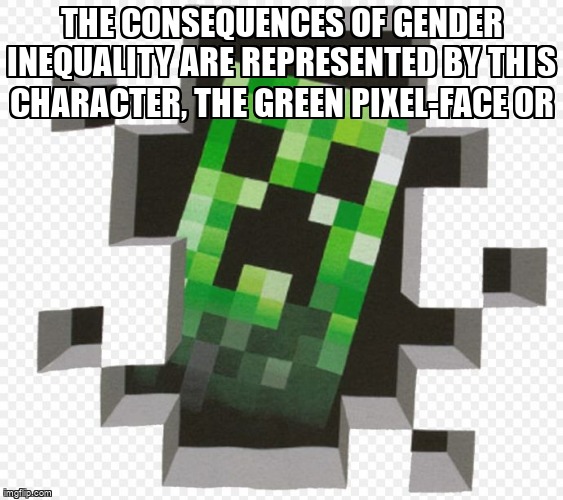 THE CONSEQUENCES OF GENDER
INEQUALITY ARE REPRESENTED BY THIS
CHARACTER, THE GREEN PIXEL-FACE OR
imgflip.com